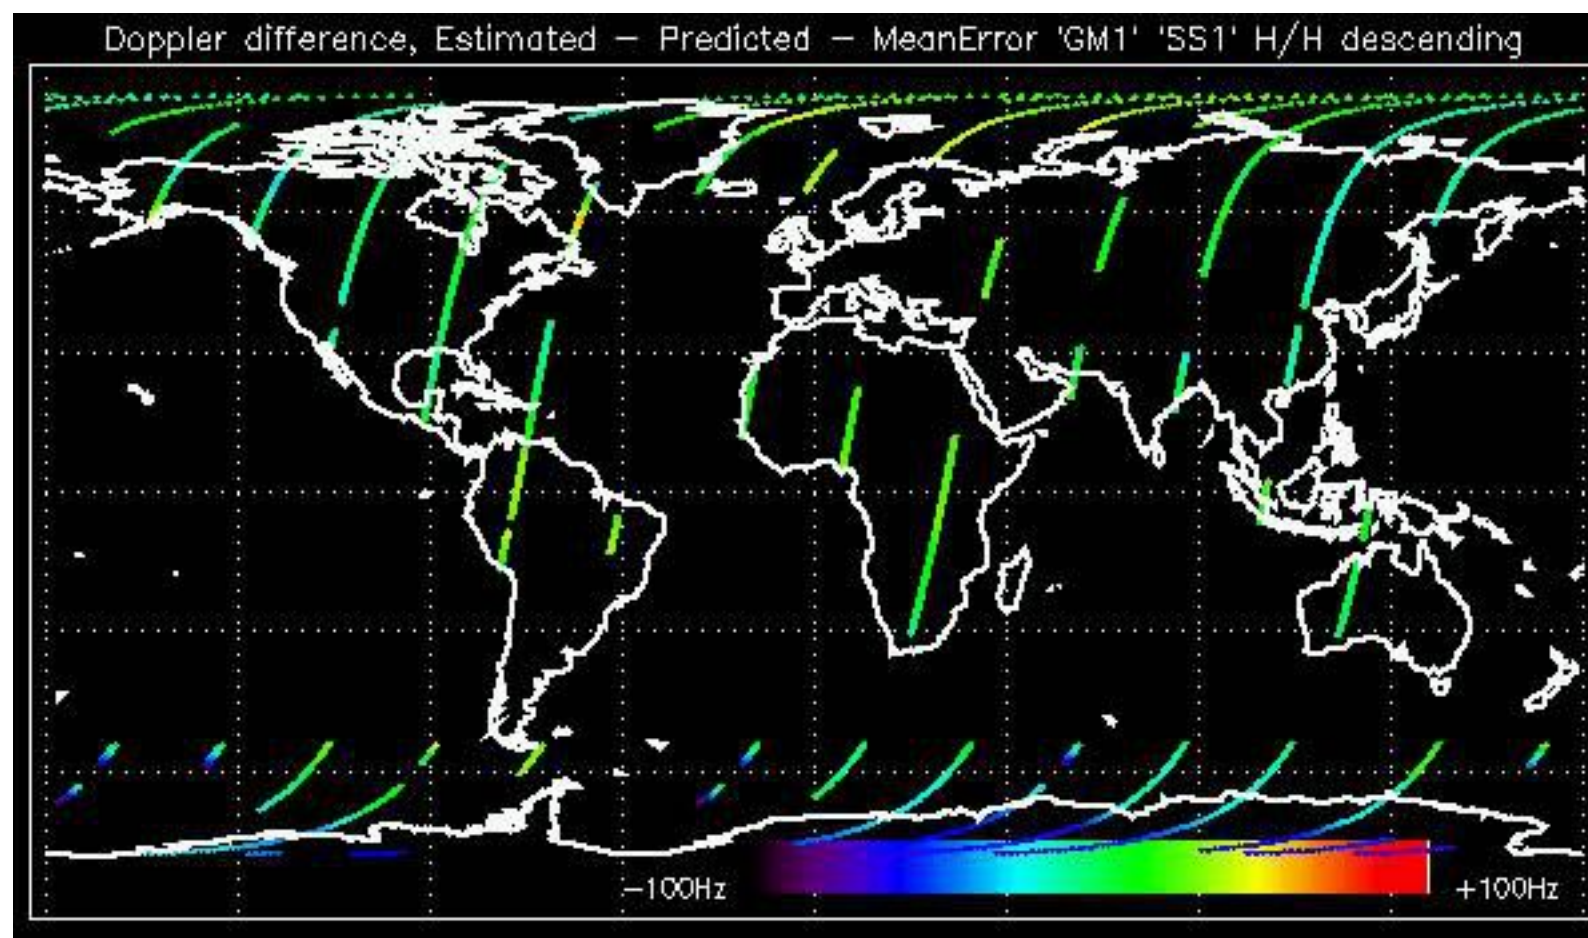 Doppler difference, Estimated - Predicted - MeanError 'GM1' 'SS1' H/H descending
-100Hz +100Hz